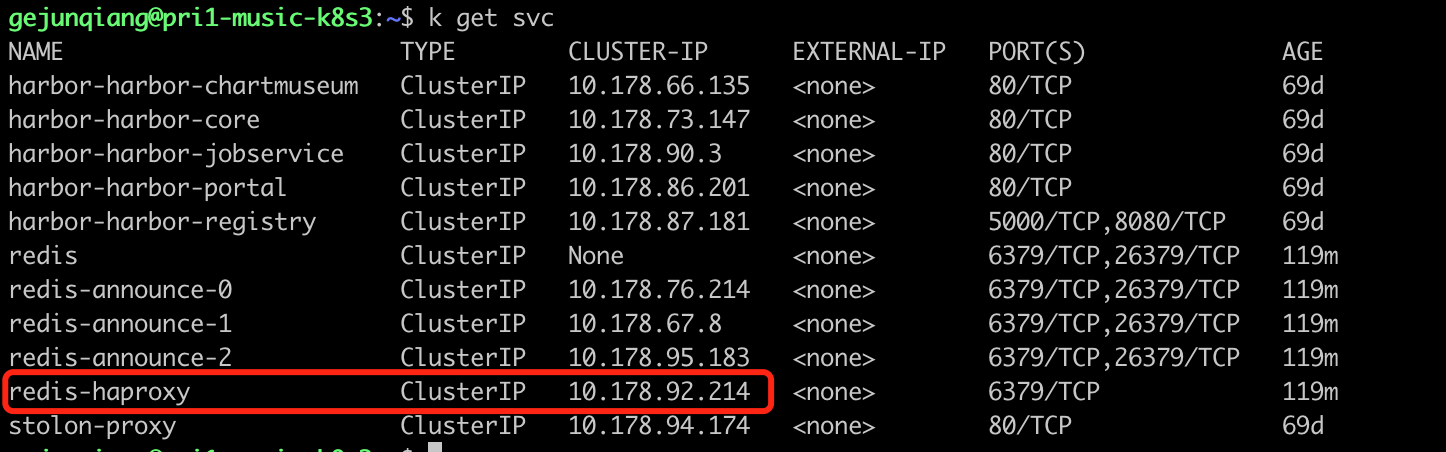 gejunqiang@pri1-music-k8s3:~$ k get svc
NAME TYPE CLUSTER-IP EXTERNAL-IP PORT(S) AGE
harbor-harbor-chartmuseum ClusterIP 10.178.66.135 <none> 80/TCP 69d
harbor-harbor-core ClusterIP 10.178.73.147 <none> 80/TCP 69d
harbor-harbor-jobservice ClusterIP 10.178.90.3 <none> 80/TCP 69d
harbor-harbor-portal ClusterIP 10.178.86.201 <none> 80/TCP 69d
harbor-harbor-registry ClusterIP 10.178.87.181 <none> 5000/TCP,8080/TCP 69d
redis ClusterIP None <none> 6379/TCP,26379/TCP 119m
redis-announce-0 ClusterIP 10.178.76.214 <none> 6379/TCP,26379/TCP 119m
redis-announce-1 ClusterIP 10.178.67.8 <none> 6379/TCP,26379/TCP 119m
redis-announce-2 ClusterIP 10.178.95.183 <none> 6379/TCP,26379/TCP 119m
redis-haproxy ClusterIP 10.178.92.214 <none> 6379/TCP 119m
stolon-proxy ClusterIP 10.178.94.174 <none> 80/TCP 69d